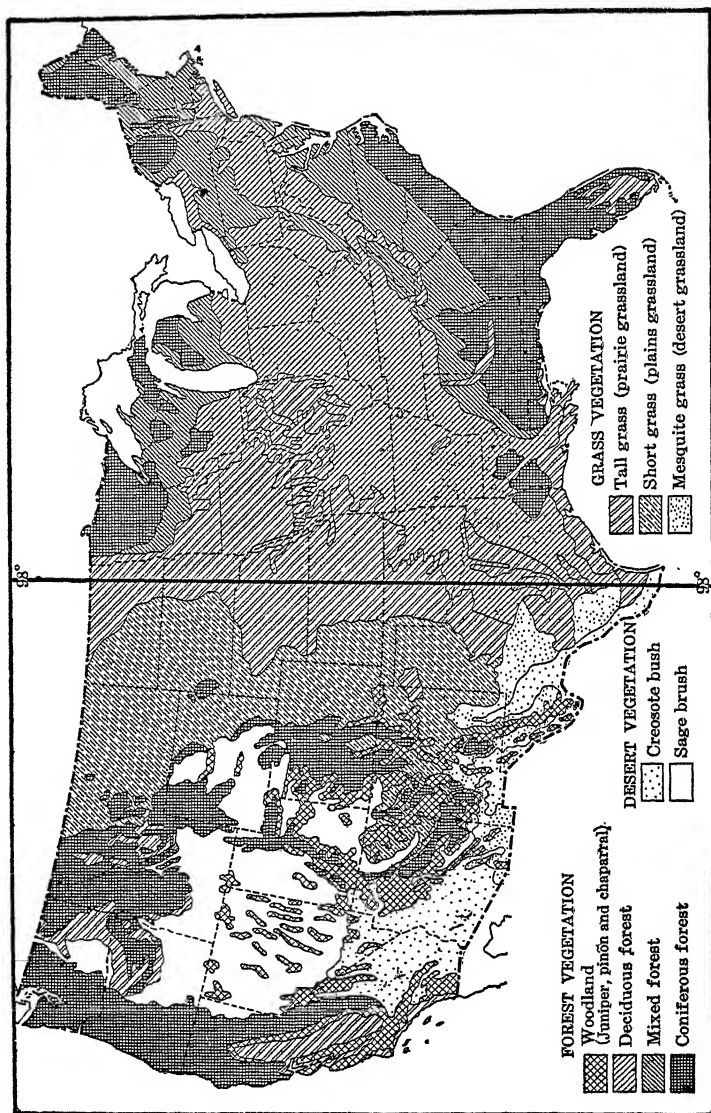 98°
FOREST VEGETATION
Woodland
(Juniper, piñon and chaparral)
Deciduous forest
Mixed forest
Coniferous forest
DESERT VEGETATION
Creosote bush
Sage brush
GRASS VEGETATION
Tall grass (prairie grassland)
Short grass (plains grassland)
Mesquite grass (desert grassland)
98°